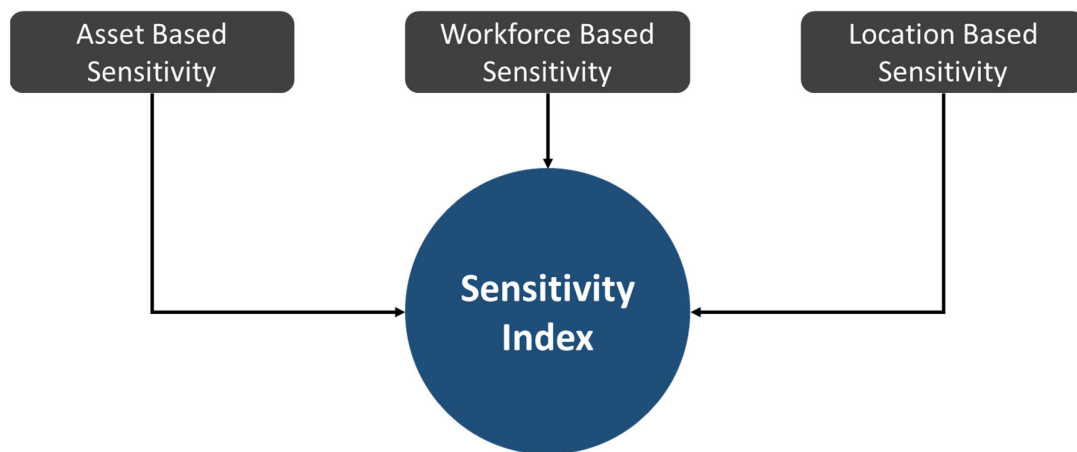 Asset Based
Sensitivity
Workforce Based
Sensitivity
Location Based
Sensitivity
Sensitivity
Index